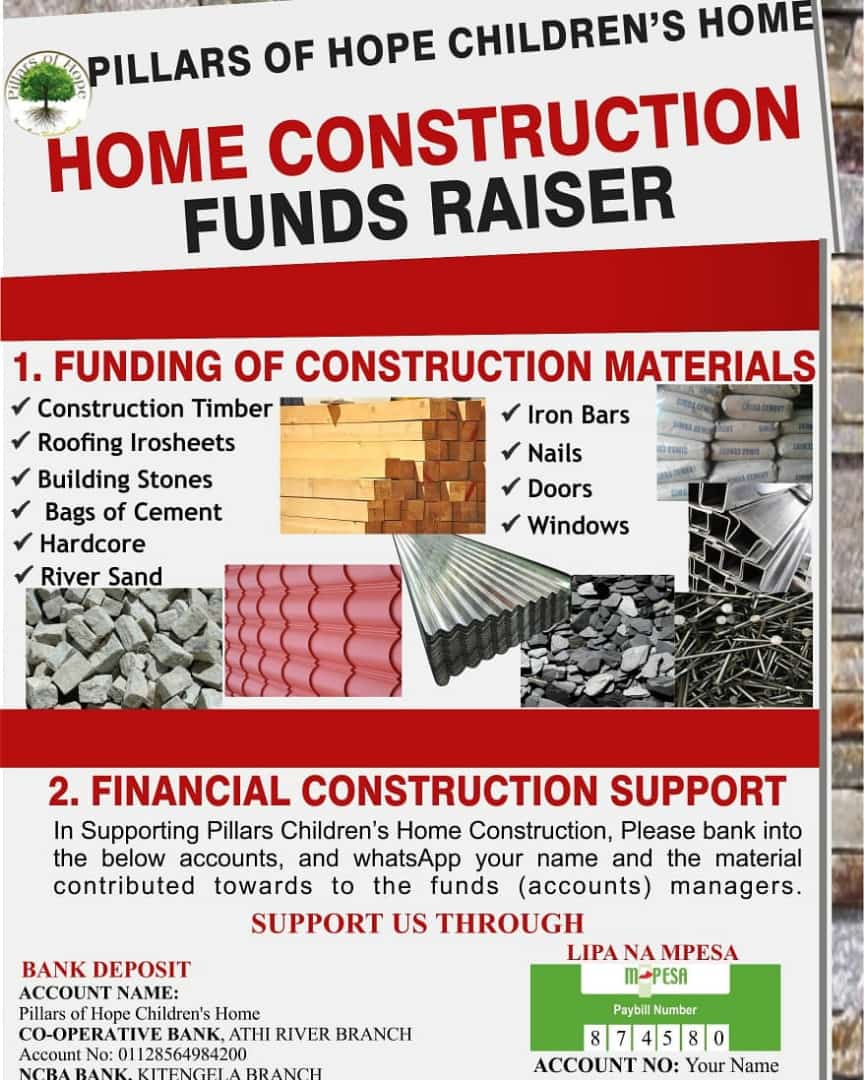 Pillars of Hope
PILLARS OF HOPE CHILDREN'S HOME
HOME CONSTRUCTION
FUNDS RAISER
1. FUNDING OF CONSTRUCTION MATERIALS
✓ Construction Timber
✓ Roofing Irosheets
✓ Building Stones
✓ Bags of Cement
✓ Hardcore
✓ River Sand
✓ Iron Bars
✓ Nails
✓ Doors
✓ Windows
SIMBA CEMENT
2. FINANCIAL CONSTRUCTION SUPPORT
In Supporting Pillars Children's Home Construction, Please bank into
the below accounts, and whatsApp your name and the material
contributed towards to the funds (accounts) managers.
SUPPORT US THROUGH
BANK DEPOSIT
ACCOUNT NAME:
Pillars of Hope Children's Home
CO-OPERATIVE BANK, ATHI RIVER BRANCH
Account No: 01128564984200
NCBA BANK, KITENGELA BRANCH
LIPA NA MPESA
M-PESA
Paybill Number
8 7 4 5 8 0
ACCOUNT NO: Your Name